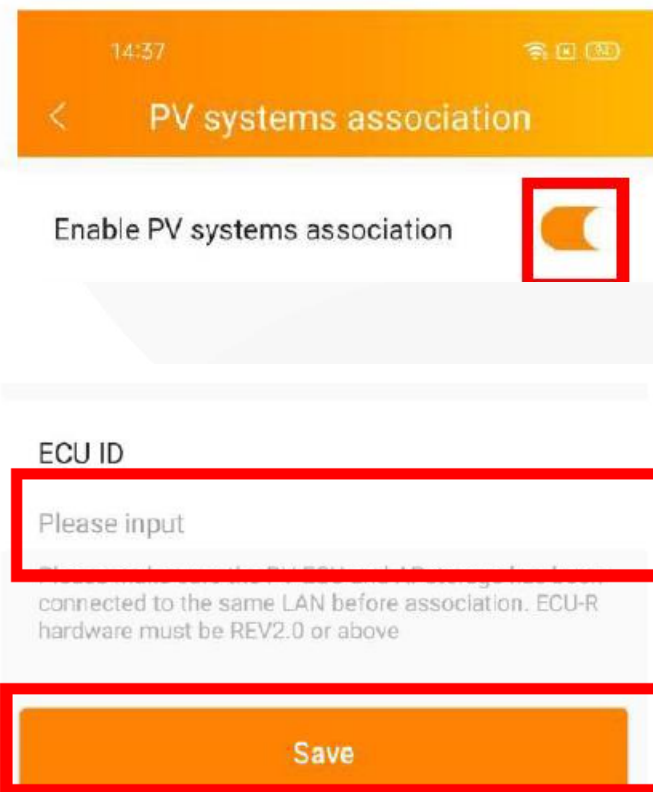 14:37
94
PV systems association
Enable PV systems association
ECU ID
Please input
connected to the same LAN before association. ECU-R
hardware must be REV2.0 or above
Save